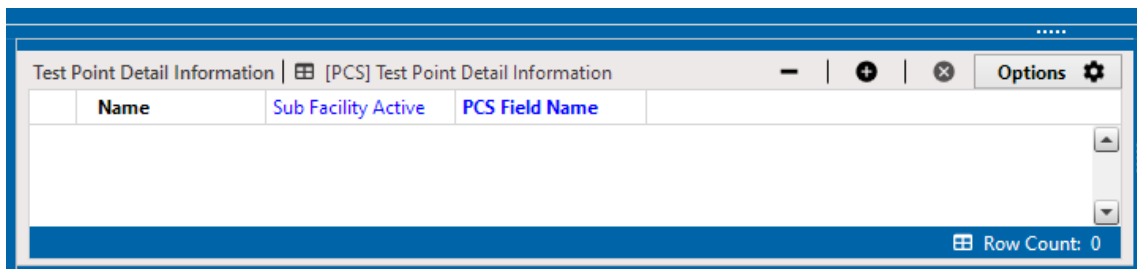 Test Point Detail Information [PCS] Test Point Detail Information Options
Name Sub Facility Active PCS Field Name
Row Count: 0